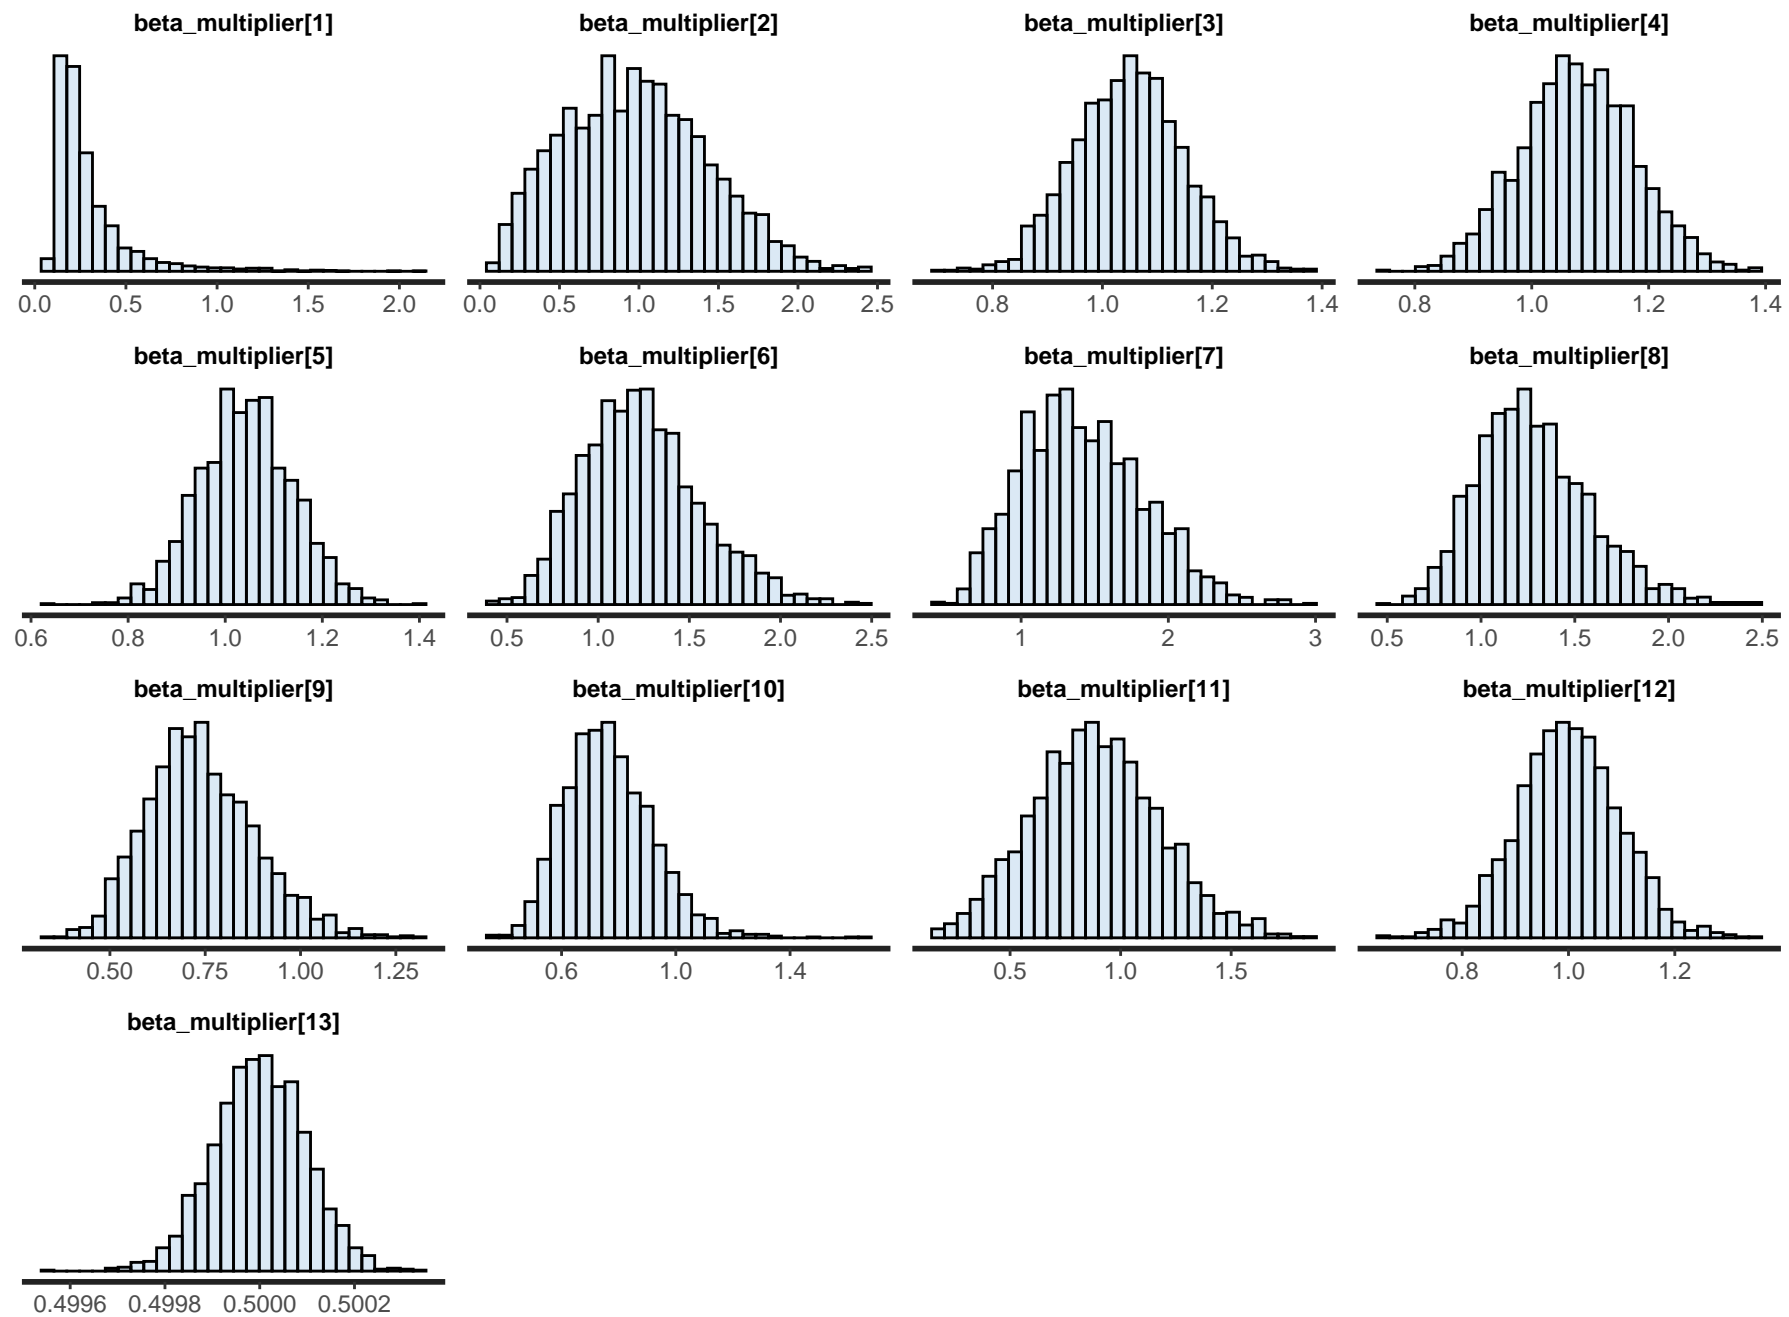 beta_multiplier[1] beta_multiplier[2] beta_multiplier[3] beta_multiplier[4]
0.0 0.5 1.0 1.5 2.0 0.0 0.5 1.0 1.5 2.0 2.5 0.8 1.0 1.2 1.4 0.8 1.0 1.2 1.4
beta_multiplier[5] beta_multiplier[6] beta_multiplier[7] beta_multiplier[8]
0.6 0.8 1.0 1.2 1.4 0.5 1.0 1.5 2.0 2.5 1 2 3 0.5 1.0 1.5 2.0 2.5
beta_multiplier[9] beta_multiplier[10] beta_multiplier[11] beta_multiplier[12]
0.50 0.75 1.00 1.25 0.6 1.0 1.4 0.5 1.0 1.5 0.8 1.0 1.2
beta_multiplier[13]
0.4996 0.4998 0.5000 0.5002